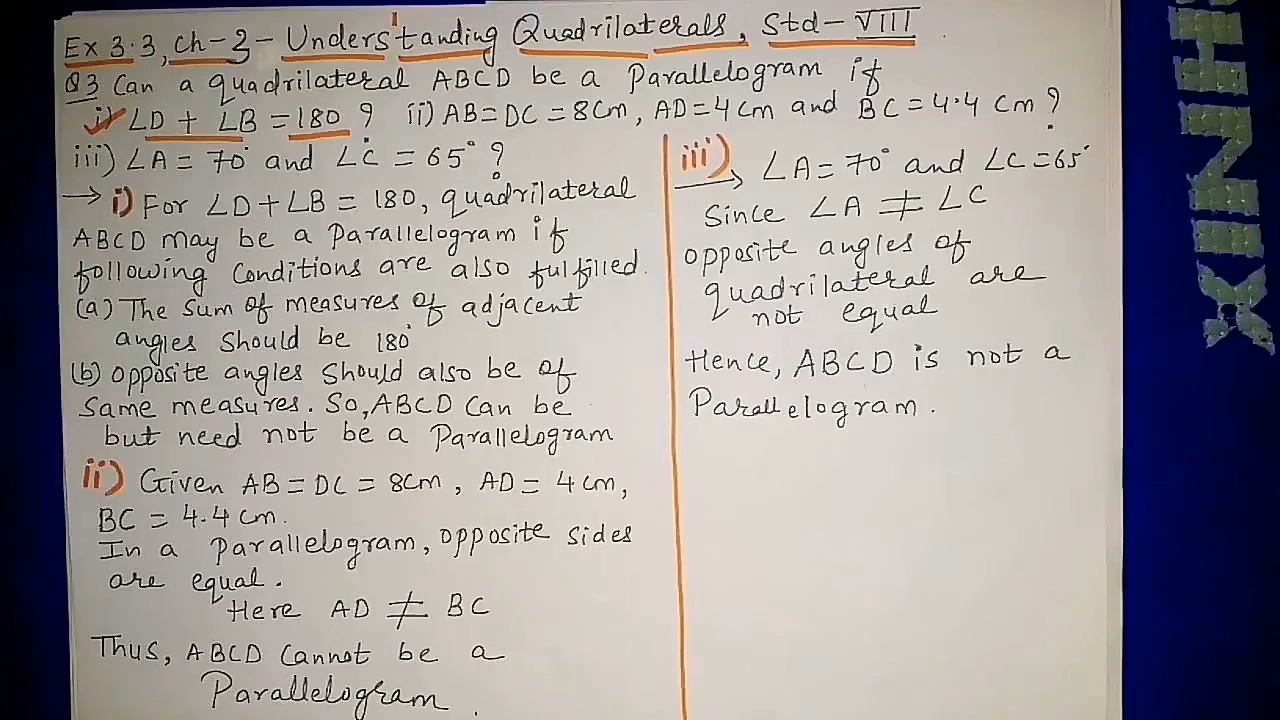 Ex 3.3, Ch-3 - Understanding Quadrilaterals, Std - VIII
Q3 Can a quadrilateral ABCD be a Parallelogram if
i) ∠D + ∠B = 180 ? ii) AB = DC = 8cm, AD = 4 cm and BC = 4.4 cm ?
iii) ∠A = 70° and ∠C = 65° ?
→ i) For ∠D + ∠B = 180, quadrilateral
ABCD may be a parallelogram if
following conditions are also fulfilled.
(a) The sum of measures of adjacent
angles should be 180°
(b) opposite angles should also be of
same measures. So, ABCD can be
but need not be a Parallelogram
ii) Given AB = DC = 8cm, AD = 4 cm,
BC = 4.4 cm.
In a parallelogram, opposite sides
are equal.
Here AD ≠ BC
Thus, ABCD cannot be a
Parallelogram.
iii) → ∠A = 70° and ∠C = 65°
Since ∠A ≠ ∠C
opposite angles of
quadrilateral are
not equal
Hence, ABCD is not a
Parallelogram.